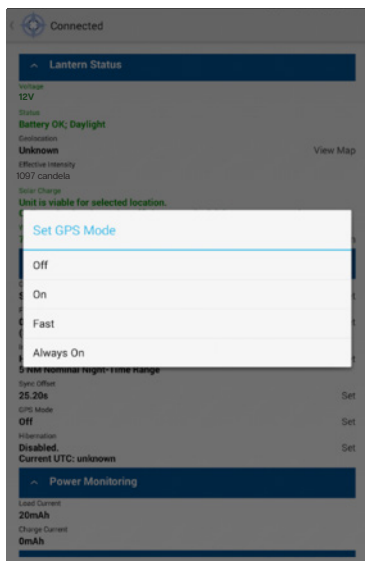 Connected
Lantern Status
Voltage
12V
Status
Battery OK; Daylight
Geolocation
Unknown View Map
Effective Intensity
1097 candela
Solar Charge
Unit is viable for selected location.
Set GPS Mode
Off
On
Fast
Always On
5 NM Nominal Night-Time Range
Sync Offset
25.20s Set
GPS Mode
Off Set
Hibernation
Disabled. Set
Current UTC: unknown
Power Monitoring
Load Current
20mAh
Charge Current
0mAh